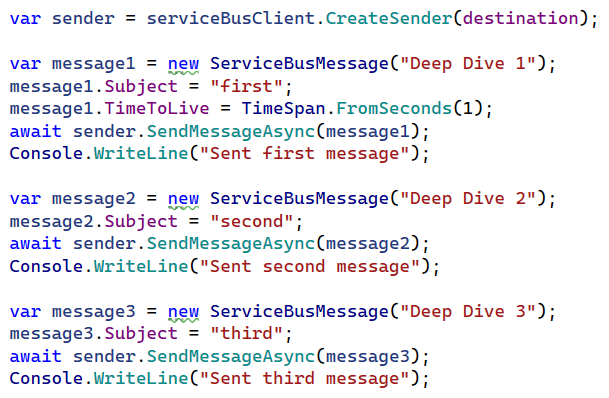 var sender = serviceBusClient.CreateSender(destination);
var message1 = new ServiceBusMessage("Deep Dive 1");
message1.Subject = "first";
message1.TimeToLive = TimeSpan.FromSeconds(1);
await sender.SendMessageAsync(message1);
Console.WriteLine("Sent first message");
var message2 = new ServiceBusMessage("Deep Dive 2");
message2.Subject = "second";
await sender.SendMessageAsync(message2);
Console.WriteLine("Sent second message");
var message3 = new ServiceBusMessage("Deep Dive 3");
message3.Subject = "third";
await sender.SendMessageAsync(message3);
Console.WriteLine("Sent third message");